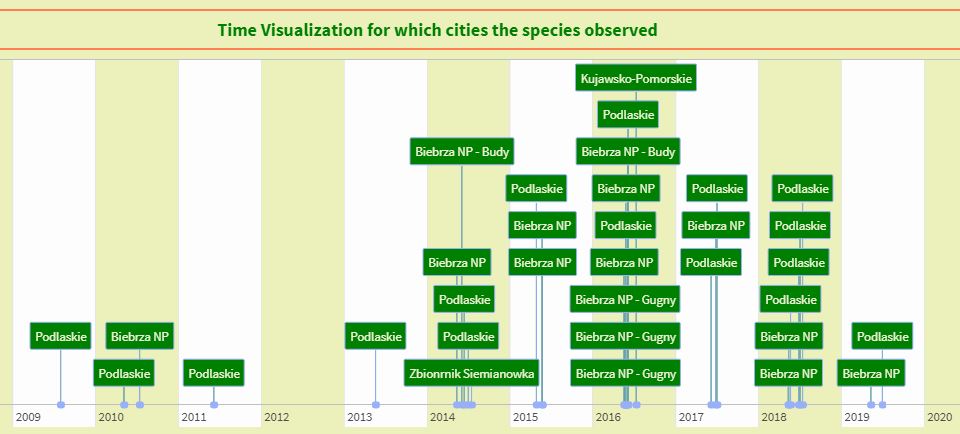 Time Visualization for which cities the species observed
Kujawsko-Pomorskie
Podlaskie
Biebrza NP - Budy
Biebrza NP - Budy
Podlaskie
Biebrza NP
Podlaskie
Podlaskie
Biebrza NP
Podlaskie
Biebrza NP
Podlaskie
Biebrza NP
Biebrza NP
Biebrza NP
Podlaskie
Podlaskie
Podlaskie
Biebrza NP - Gugny
Podlaskie
Podlaskie
Biebrza NP
Podlaskie
Podlaskie
Biebrza NP - Gugny
Biebrza NP
Podlaskie
Podlaskie
Podlaskie
Zbionrnik Siemianowka
Biebrza NP - Gugny
Biebrza NP
Biebrza NP
2009 2010 2011 2012 2013 2014 2015 2016 2017 2018 2019 2020